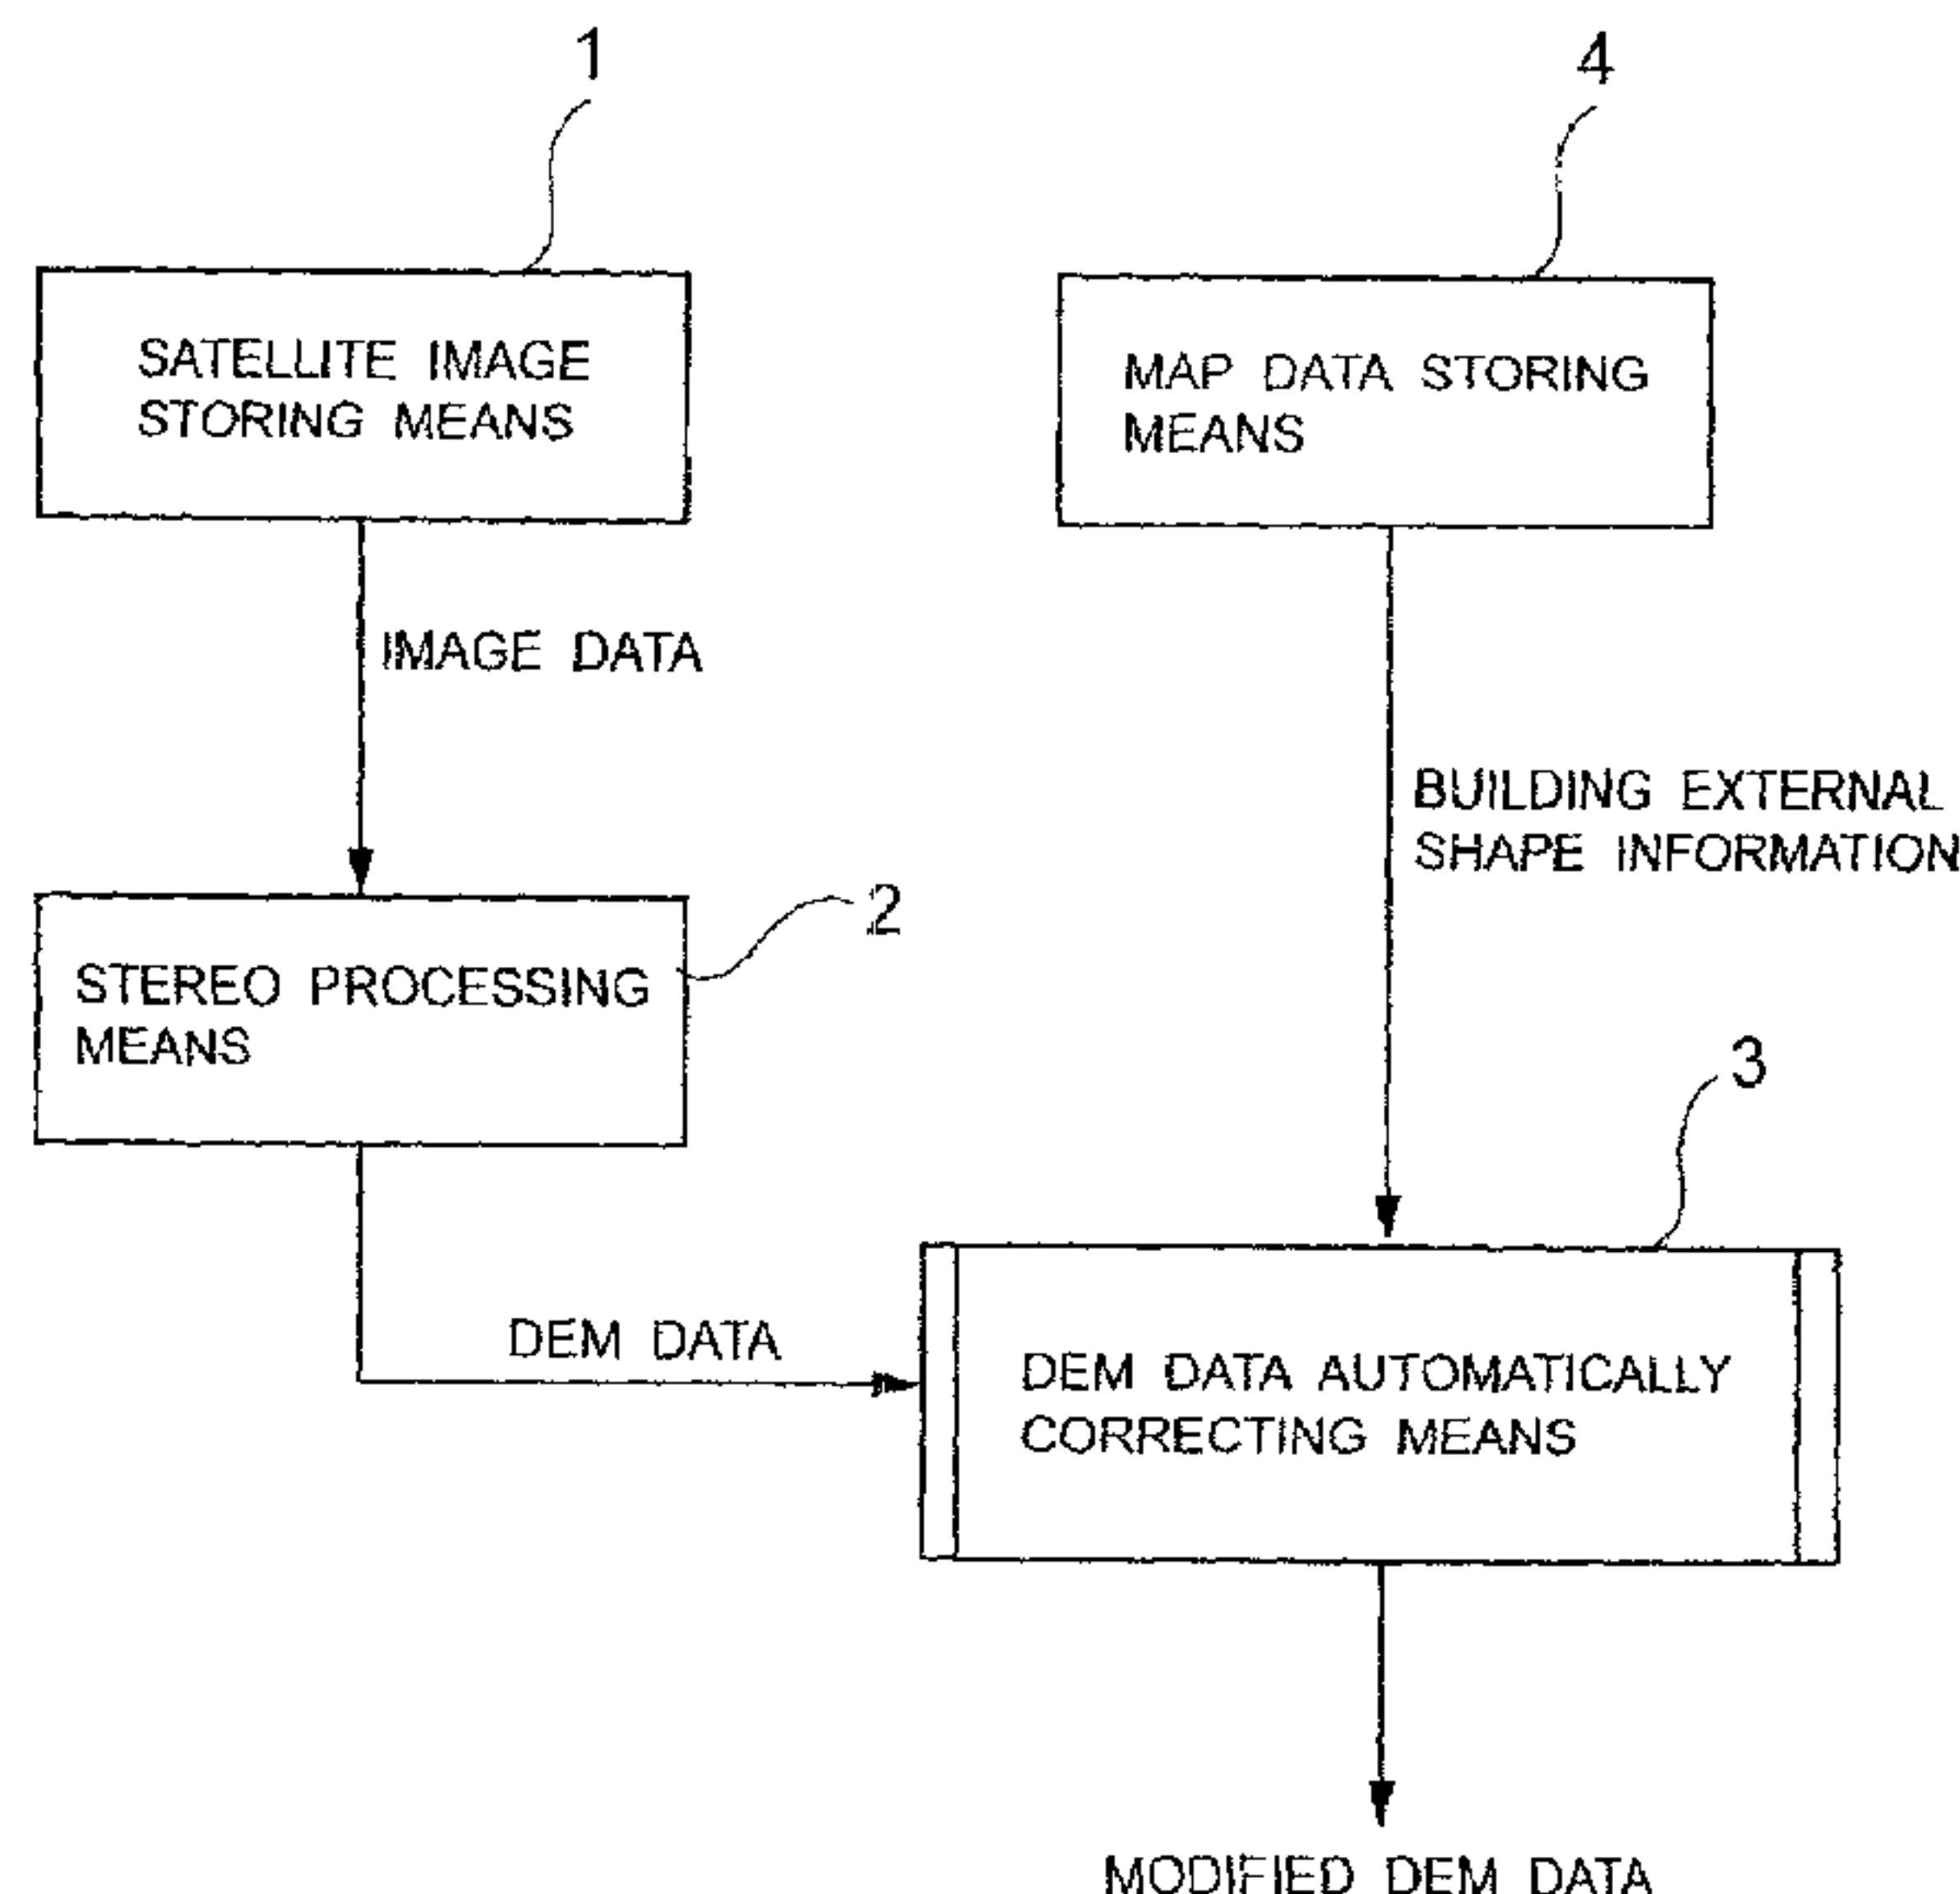 1
4
SATELLITE IMAGE
STORING MEANS
MAP DATA STORING
MEANS
IMAGE DATA
BUILDING EXTERNAL
SHAPE INFORMATION
2
STEREO PROCESSING
MEANS
3
DEM DATA
DEM DATA AUTOMATICALLY
CORRECTING MEANS
MODIFIED DEM DATA